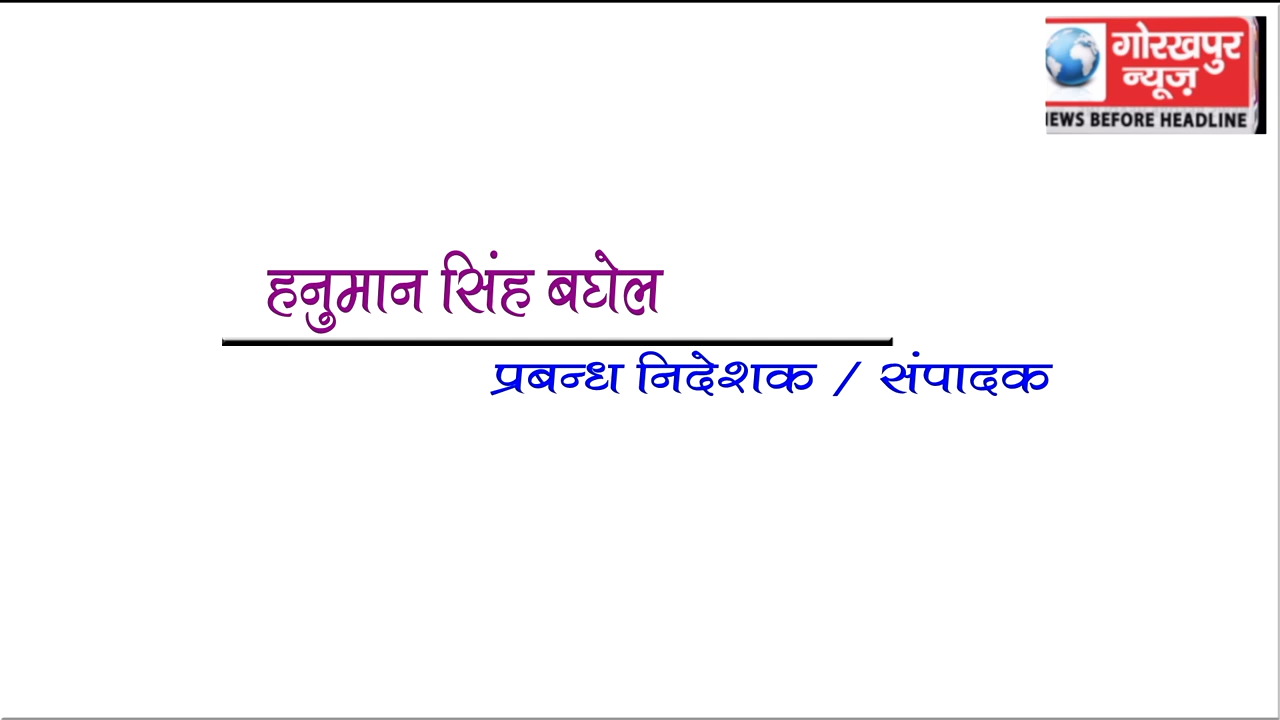 गोरखपुर
न्यूज़
NEWS BEFORE HEADLINE
हनुमान सिंह बघेल
प्रबन्ध निदेशक / संपादक